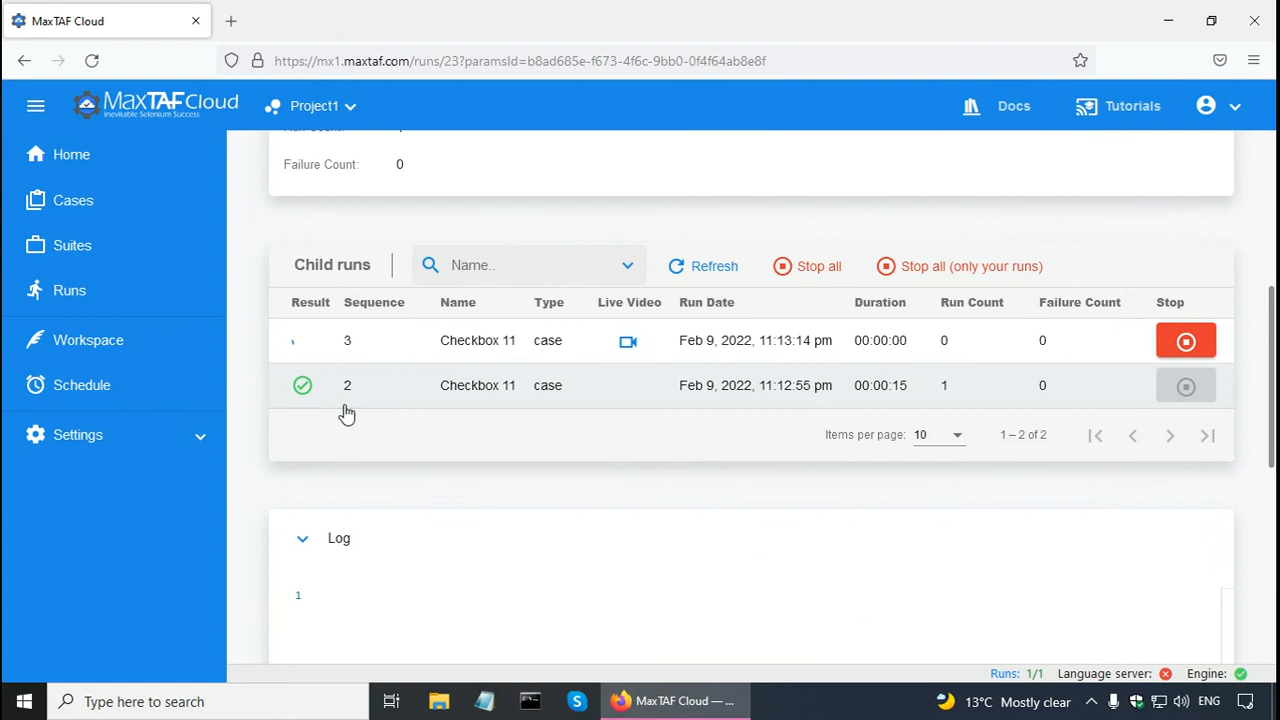 MaxTAF Cloud
https://mx1.maxtaf.com/runs/23?paramsId=b8ad685e-f673-4f6c-9bb0-0f4f64ab8e8f
MaxTAFCloud
Inevitable Selenium Success
Project1
Docs
Tutorials
Home
Cases
Suites
Runs
Workspace
Schedule
Settings
Failure Count: 0
Child runs Name.. Refresh Stop all Stop all (only your runs)
Result Sequence Name Type Live Video Run Date Duration Run Count Failure Count Stop
3 Checkbox 11 case Feb 9, 2022, 11:13:14 pm 00:00:00 0 0
2 Checkbox 11 case Feb 9, 2022, 11:12:55 pm 00:00:15 1 0
Items per page: 10 1 – 2 of 2
Log
1
Runs: 1/1 Language server: Engine:
Type here to search
MaxTAF Cloud — ...
13°C Mostly clear
ENG